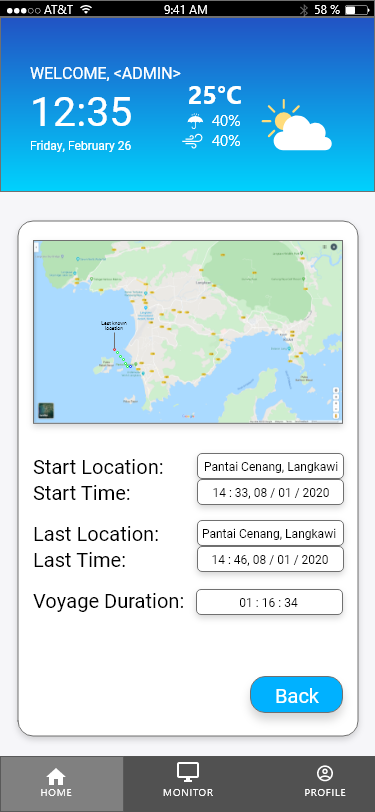 AT&T 9:41 AM 58 %
WELCOME, <ADMIN>
12:35
Friday, February 26
25°C
40%
40%
Last known
location
Start Location: Pantai Cenang, Langkawi
Start Time: 14 : 33, 08 / 01 / 2020
Last Location: Pantai Cenang, Langkawi
Last Time: 14 : 46, 08 / 01 / 2020
Voyage Duration: 01 : 16 : 34
Back
HOME MONITOR PROFILE